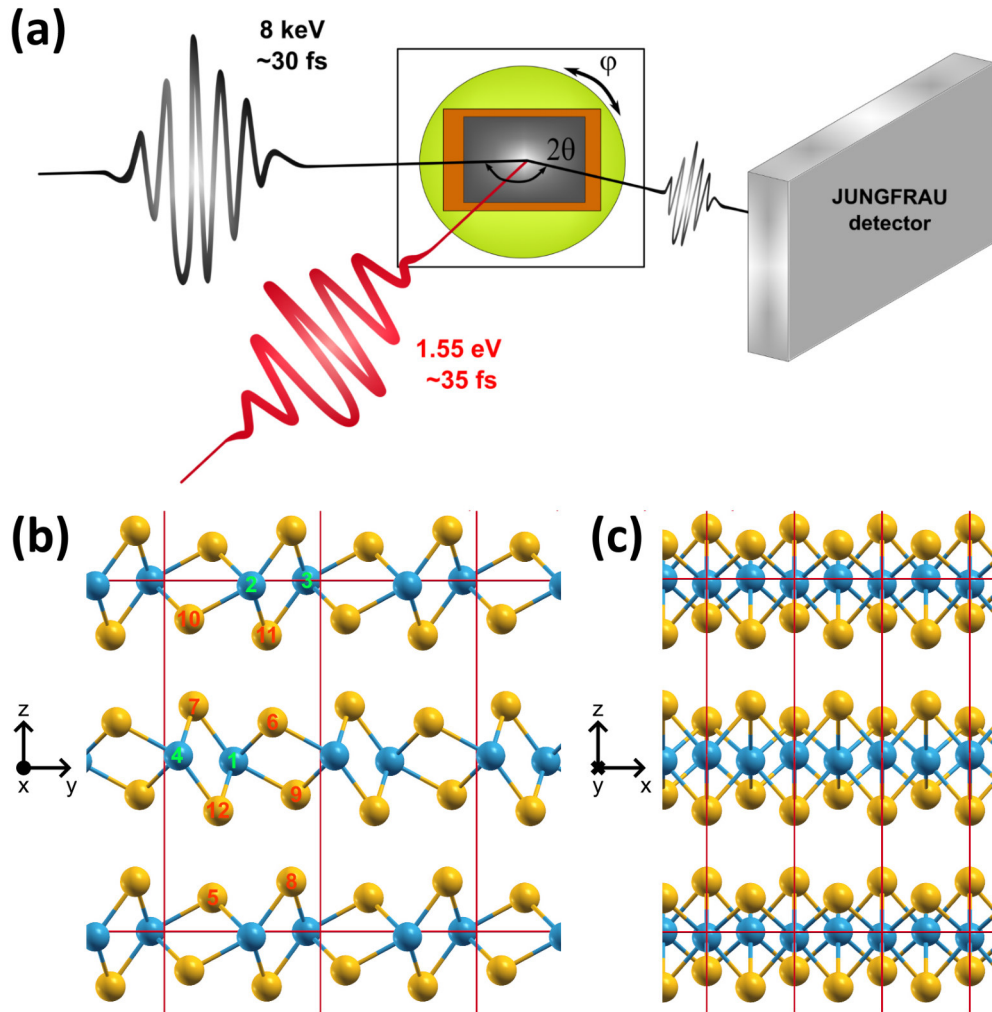 (a)
8 keV
~30 fs
φ
2θ
JUNGFRAU
detector
1.55 eV
~35 fs
(b)
(c)
2
3
10
11
7
6
z
4
1
x
y
12
9
z
y
x
5
8